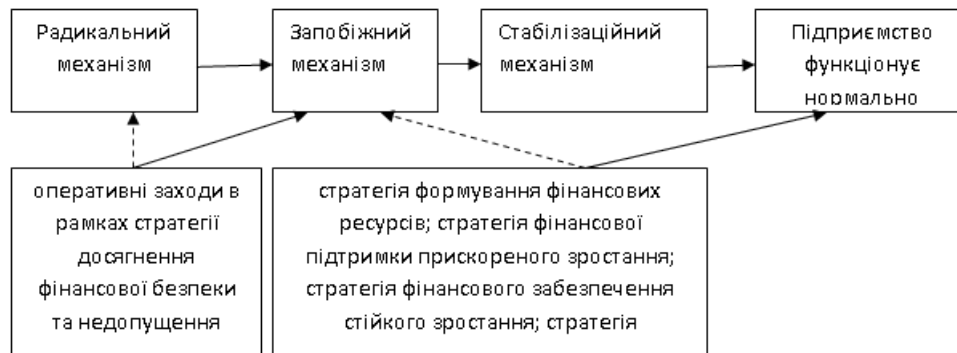 Радикальний
механізм
Запобіжний
механізм
Стабілізаційний
механізм
Підприємство
функціонує
нормально
оперативні заходи в
рамках стратегії
досягнення
фінансової безпеки
та недопущення
стратегія формування фінансових
ресурсів; стратегія фінансової
підтримки прискореного зростання;
стратегія фінансового забезпечення
стійкого зростання; стратегія